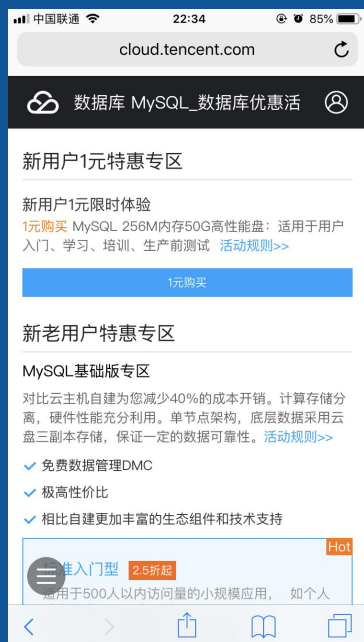 中国联通 22:34 85%
cloud.tencent.com
数据库 MySQL_数据库优惠活
新用户1元特惠专区
新用户1元限时体验
1元购买 MySQL 256M内存50G高性能盘：适用于用户
入门、学习、培训、生产前测试 活动规则>>
1元购买
新老用户特惠专区
MySQL基础版专区
对比云主机自建为您减少40%的成本开销。计算存储分
离，硬件性能充分利用。单节点架构，底层数据采用云
盘三副本存储，保证一定的数据可靠性。活动规则>>
免费数据管理DMC
极高性价比
相比自建更加丰富的生态组件和技术支持
Hot
准入门型 2.5折起
用于500人以内访问量的小规模应用， 如个人